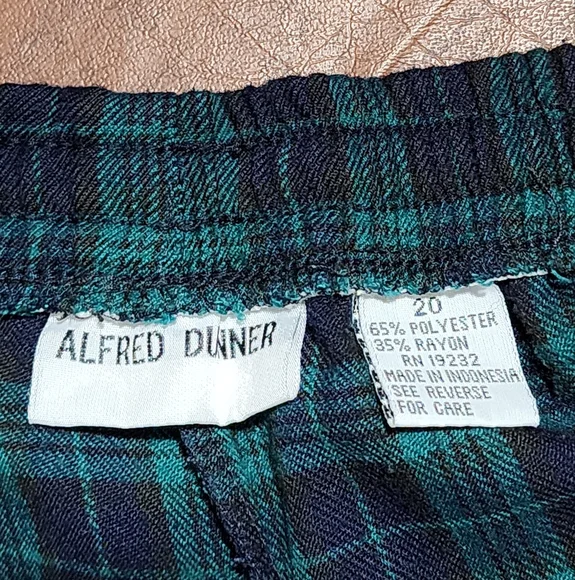 ALFRED DUNNER
20
65% POLYESTER
35% RAYON
RN 19232
MADE IN INDONESIA
SEE REVERSE
FOR CARE